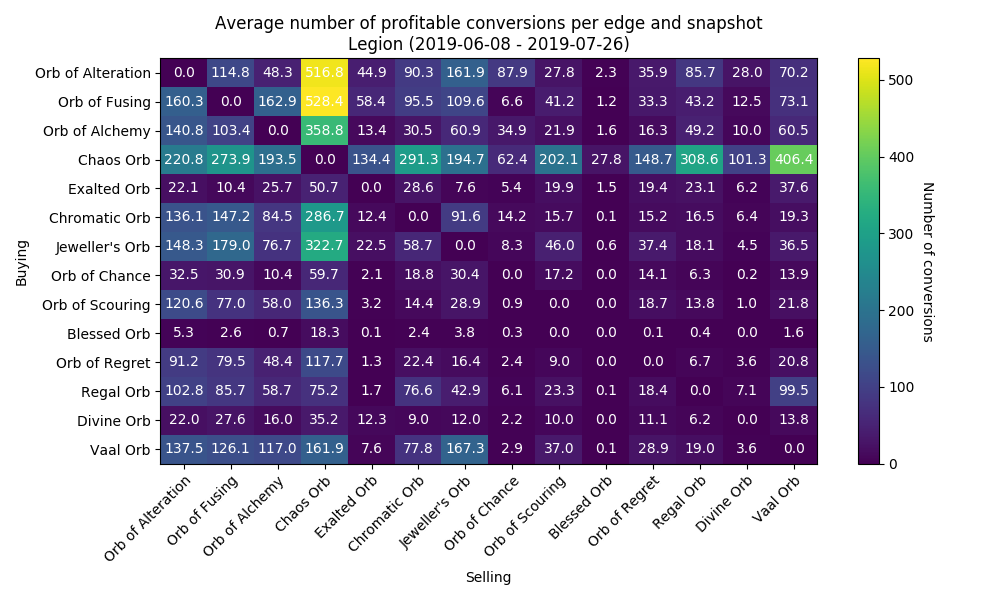 Average number of profitable conversions per edge and snapshot
Legion (2019-06-08 - 2019-07-26)
Buying
Orb of Alteration 0.0 114.8 48.3 516.8 44.9 90.3 161.9 87.9 27.8 2.3 35.9 85.7 28.0 70.2
Orb of Fusing 160.3 0.0 162.9 528.4 58.4 95.5 109.6 6.6 41.2 1.2 33.3 43.2 12.5 73.1
Orb of Alchemy 140.8 103.4 0.0 358.8 13.4 30.5 60.9 34.9 21.9 1.6 16.3 49.2 10.0 60.5
Chaos Orb 220.8 273.9 193.5 0.0 134.4 291.3 194.7 62.4 202.1 27.8 148.7 308.6 101.3 406.4
Exalted Orb 22.1 10.4 25.7 50.7 0.0 28.6 7.6 5.4 19.9 1.5 19.4 23.1 6.2 37.6
Chromatic Orb 136.1 147.2 84.5 286.7 12.4 0.0 91.6 14.2 15.7 0.1 15.2 16.5 6.4 19.3
Jeweller's Orb 148.3 179.0 76.7 322.7 22.5 58.7 0.0 8.3 46.0 0.6 37.4 18.1 4.5 36.5
Orb of Chance 32.5 30.9 10.4 59.7 2.1 18.8 30.4 0.0 17.2 0.0 14.1 6.3 0.2 13.9
Orb of Scouring 120.6 77.0 58.0 136.3 3.2 14.4 28.9 0.9 0.0 0.0 18.7 13.8 1.0 21.8
Blessed Orb 5.3 2.6 0.7 18.3 0.1 2.4 3.8 0.3 0.0 0.0 0.1 0.4 0.0 1.6
Orb of Regret 91.2 79.5 48.4 117.7 1.3 22.4 16.4 2.4 9.0 0.0 0.0 6.7 3.6 20.8
Regal Orb 102.8 85.7 58.7 75.2 1.7 76.6 42.9 6.1 23.3 0.1 18.4 0.0 7.1 99.5
Divine Orb 22.0 27.6 16.0 35.2 12.3 9.0 12.0 2.2 10.0 0.0 11.1 6.2 0.0 13.8
Vaal Orb 137.5 126.1 117.0 161.9 7.6 77.8 167.3 2.9 37.0 0.1 28.9 19.0 3.6 0.0
Orb of Alteration
Orb of Fusing
Orb of Alchemy
Chaos Orb
Exalted Orb
Chromatic Orb
Jeweller's Orb
Orb of Chance
Orb of Scouring
Blessed Orb
Orb of Regret
Regal Orb
Divine Orb
Vaal Orb
Selling
500
400
300
200
100
0
Number of conversions